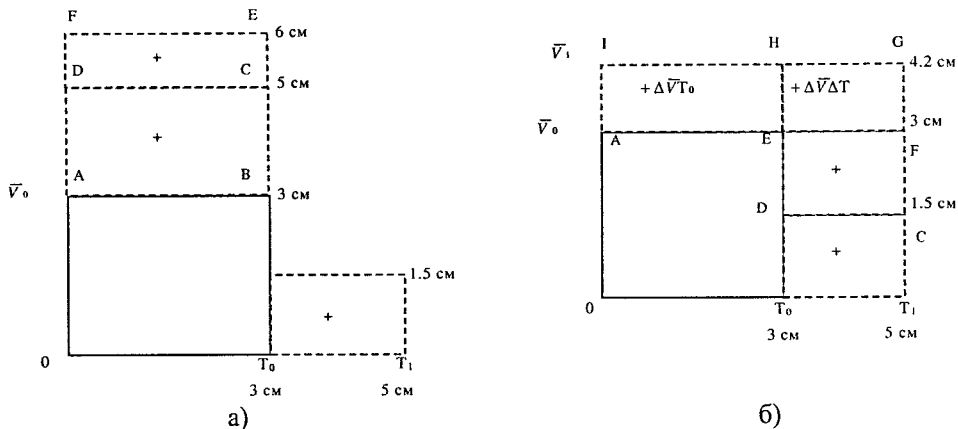 F E
6 см
+
D C
5 см
+
A B
V̅₀ 3 см
1.5 см
+
0 T₀ T₁
3 см 5 см
а)
V̅₁ I H G
4.2 см
+ ΔV̅T₀ + ΔV̅ΔT
V̅₀ 3 см
A E F
+
D 1.5 см
C
+
0 T₀ T₁
3 см 5 см
б)